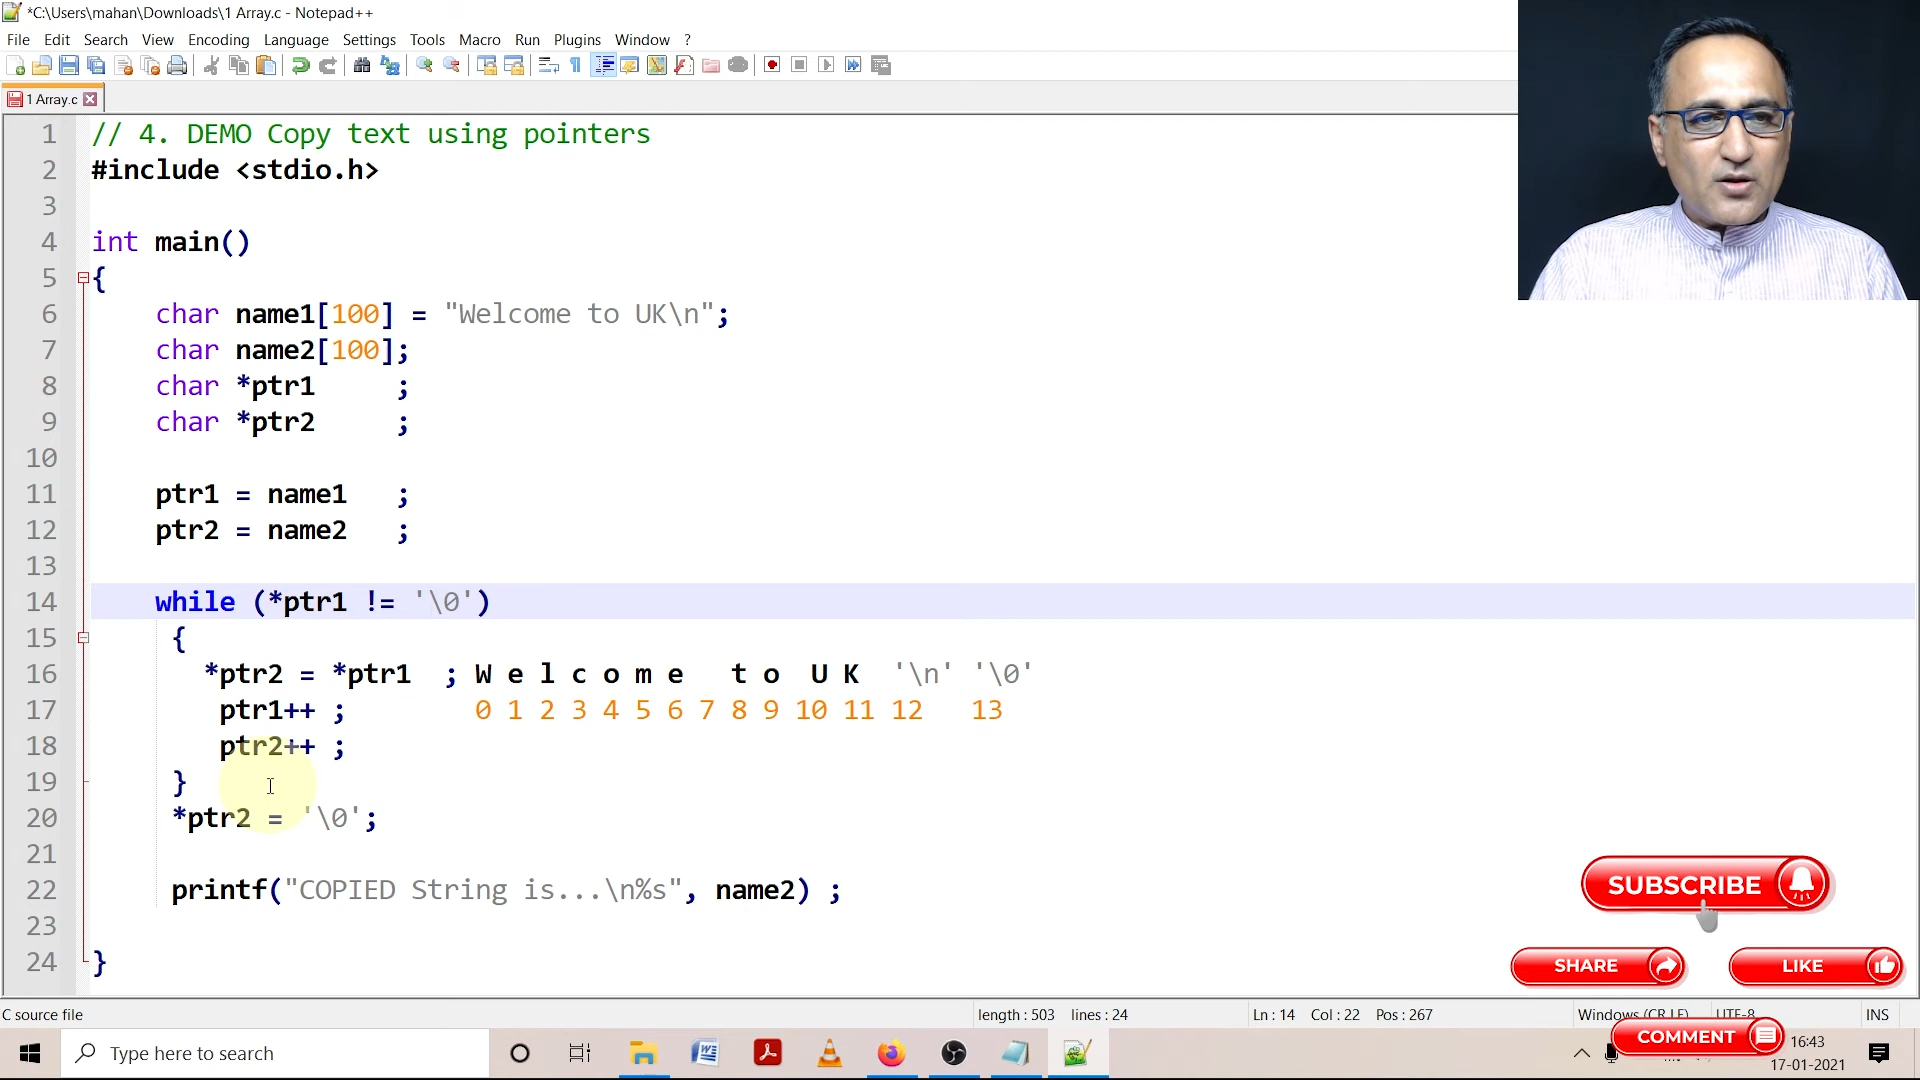 *C:\Users\mahan\Downloads\1 Array.c - Notepad++
File Edit Search View Encoding Language Settings Tools Macro Run Plugins Window ?
1 Array.c
1 // 4. DEMO Copy text using pointers
2 #include <stdio.h>
3
4 int main()
5 {
6 char name1[100] = "Welcome to UK\n";
7 char name2[100];
8 char *ptr1 ;
9 char *ptr2 ;
10
11 ptr1 = name1 ;
12 ptr2 = name2 ;
13
14 while (*ptr1 != '\0')
15 {
16 *ptr2 = *ptr1 ; W e l c o m e t o U K '\n' '\0'
17 ptr1++ ; 0 1 2 3 4 5 6 7 8 9 10 11 12 13
18 ptr2++ ;
19 }
20 *ptr2 = '\0';
21
22 printf("COPIED String is...\n%s", name2) ;
23
24 }
SUBSCRIBE
SHARE LIKE
C source file length : 503 lines : 24 Ln : 14 Col : 22 Pos : 267 Windows (CR LF) UTF-8 INS
COMMENT
Type here to search
16:43
17-01-2021